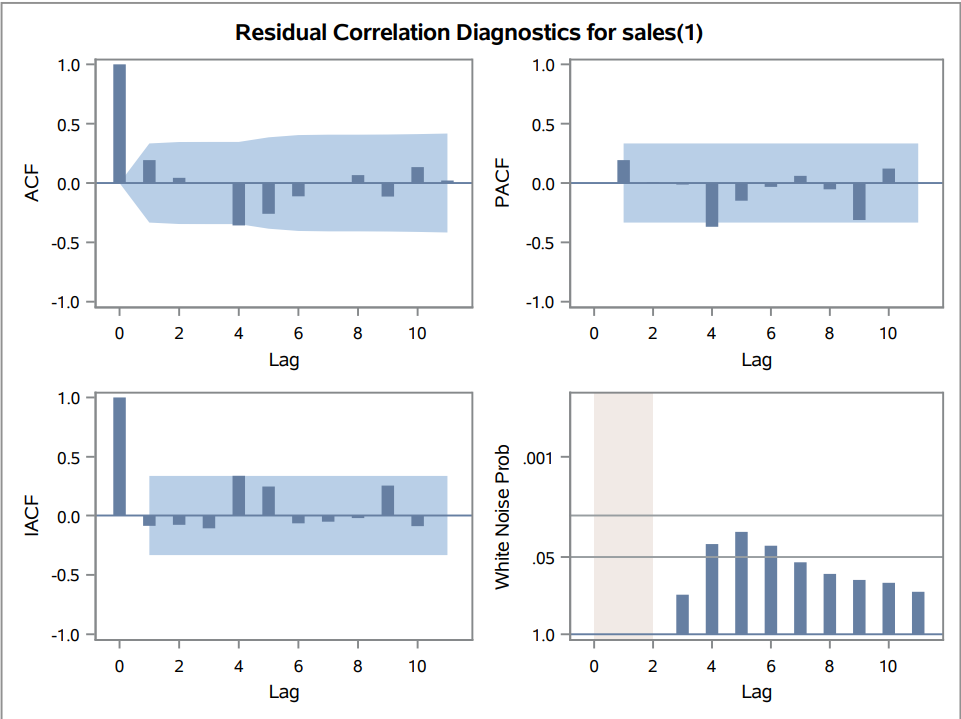 Residual Correlation Diagnostics for sales(1)
1.0
0.5
0.0
-0.5
-1.0
ACF
0 2 4 6 8 10
Lag
1.0
0.5
0.0
-0.5
-1.0
PACF
0 2 4 6 8 10
Lag
1.0
0.5
0.0
-0.5
-1.0
IACF
0 2 4 6 8 10
Lag
.001
.05
1.0
White Noise Prob
0 2 4 6 8 10
Lag